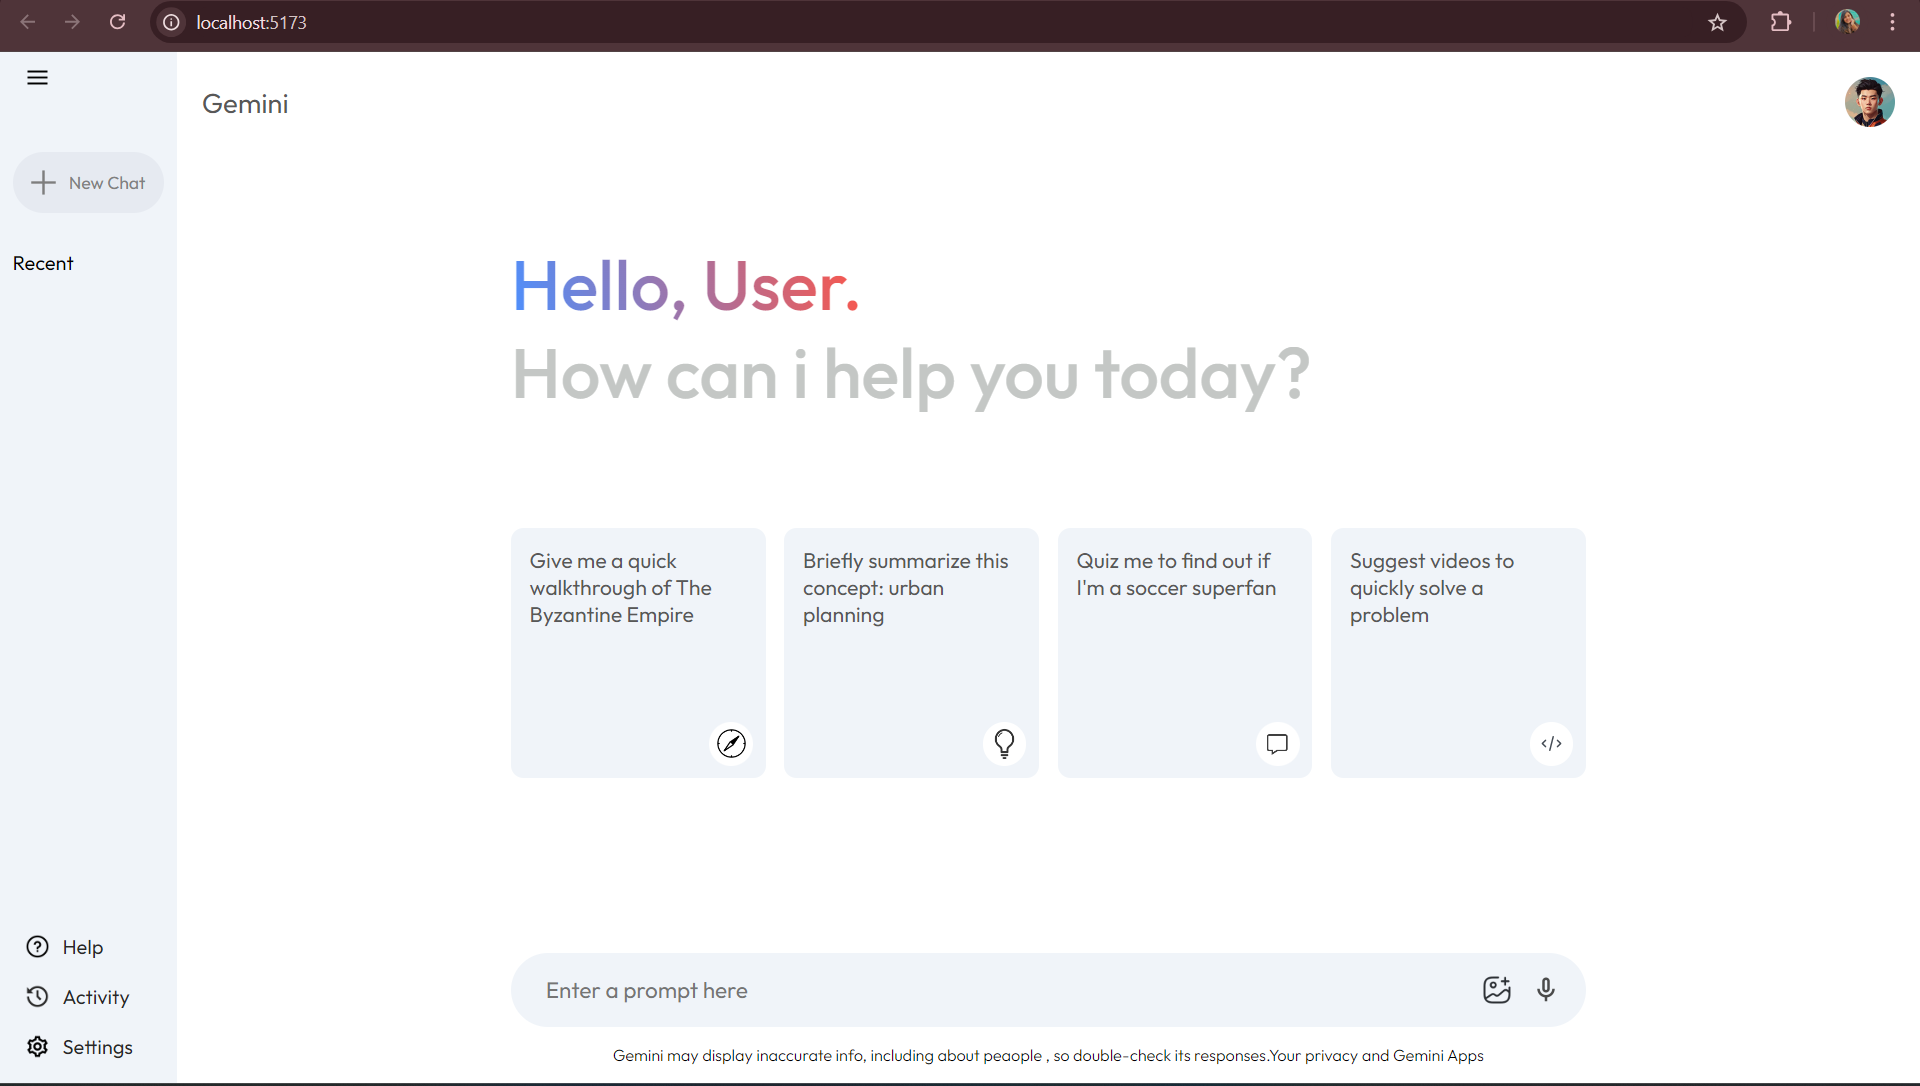 localhost:5173
Gemini
New Chat
Recent
Hello, User.
How can i help you today?
Give me a quick
walkthrough of The
Byzantine Empire
Briefly summarize this
concept: urban
planning
Quiz me to find out if
I'm a soccer superfan
Suggest videos to
quickly solve a
problem
</>
Help
Activity
Settings
Enter a prompt here
Gemini may display inaccurate info, including about peaople , so double-check its responses.Your privacy and Gemini Apps